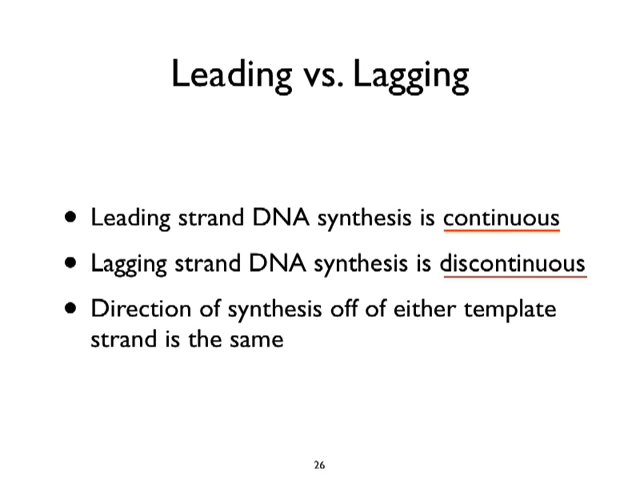 Leading vs. Lagging
• Leading strand DNA synthesis is continuous
• Lagging strand DNA synthesis is discontinuous
• Direction of synthesis off of either template
strand is the same
26